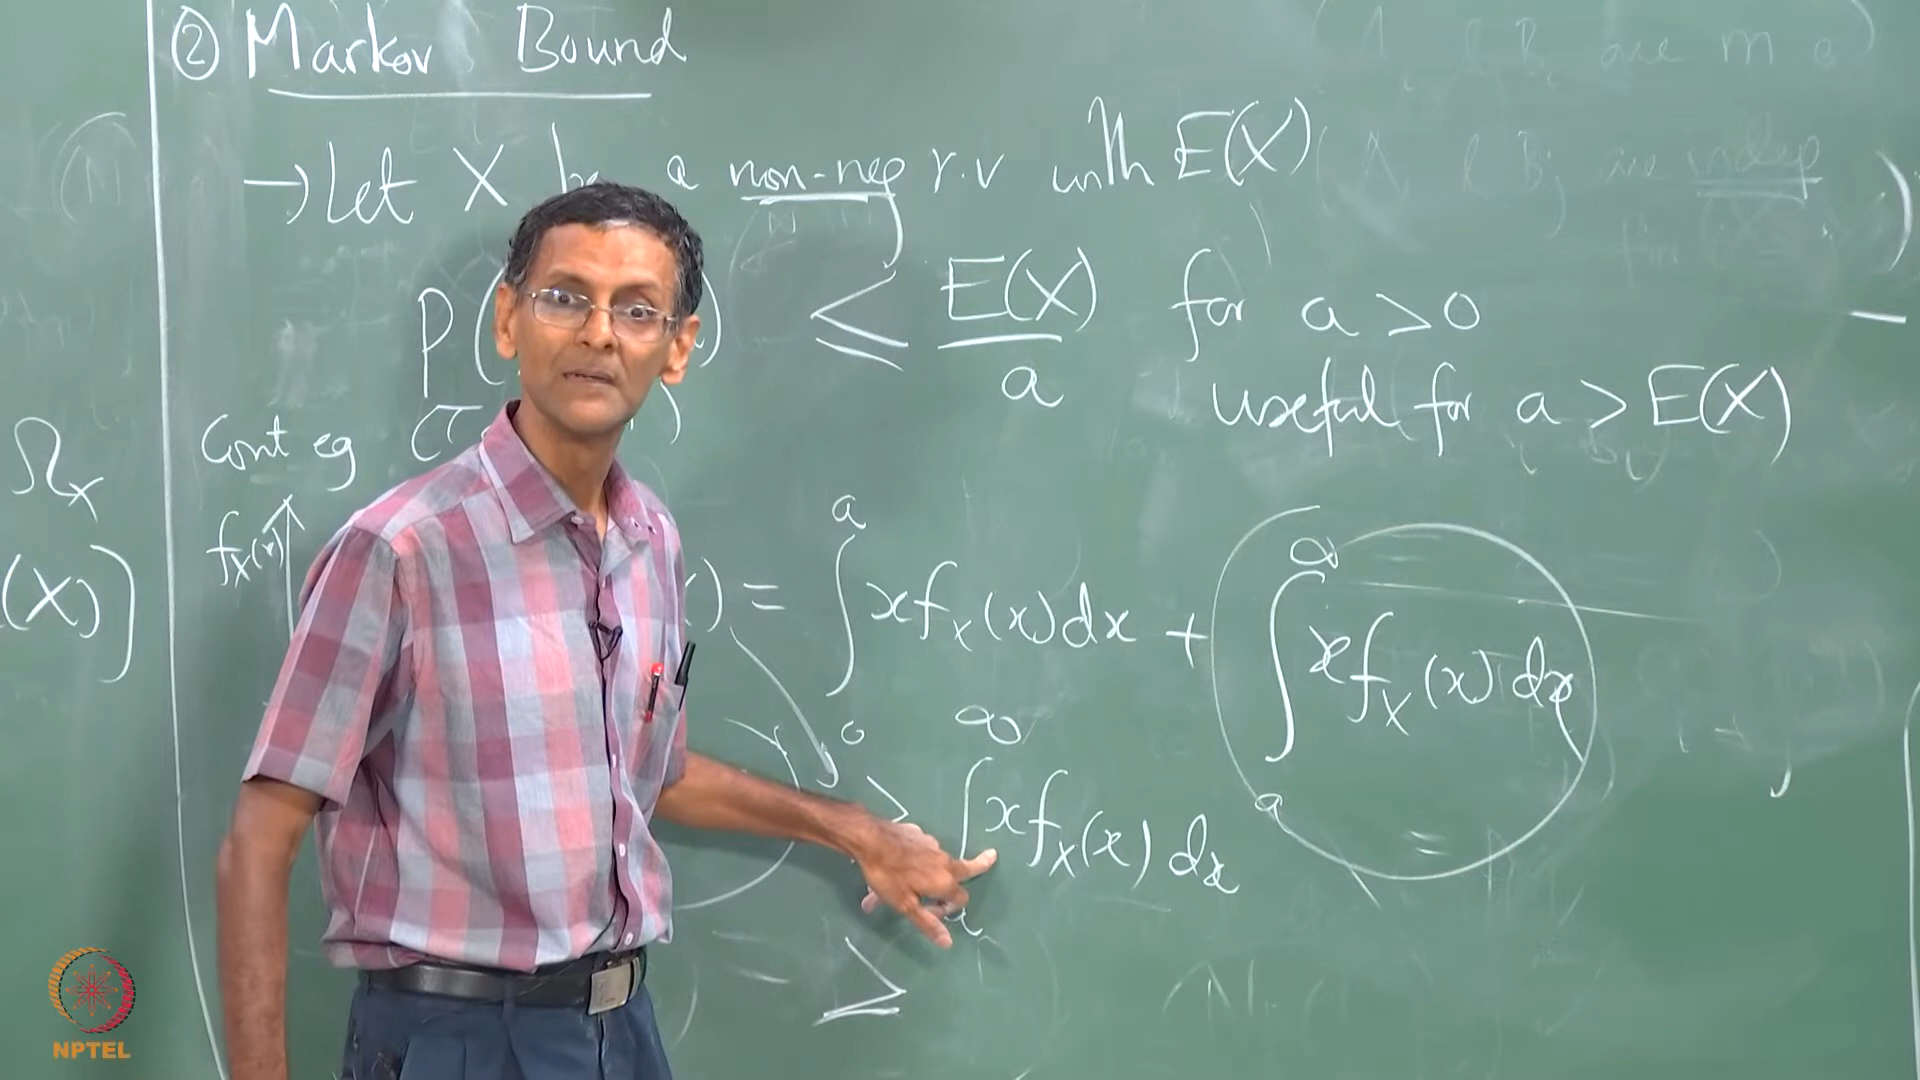 ② Markov Bound
→ Let X be a non-neg r.v with E(X)
P( ) ≤ E(X)/a for a > 0
useful for a > E(X)
Cont eg
Ω_X
f_X(x)
(X)
) = ∫_0^a x f_X(x) dx + ∫_a^∞ x f_X(x) dx
≥ ∫_a^∞ x f_X(x) dx
≥
NPTEL